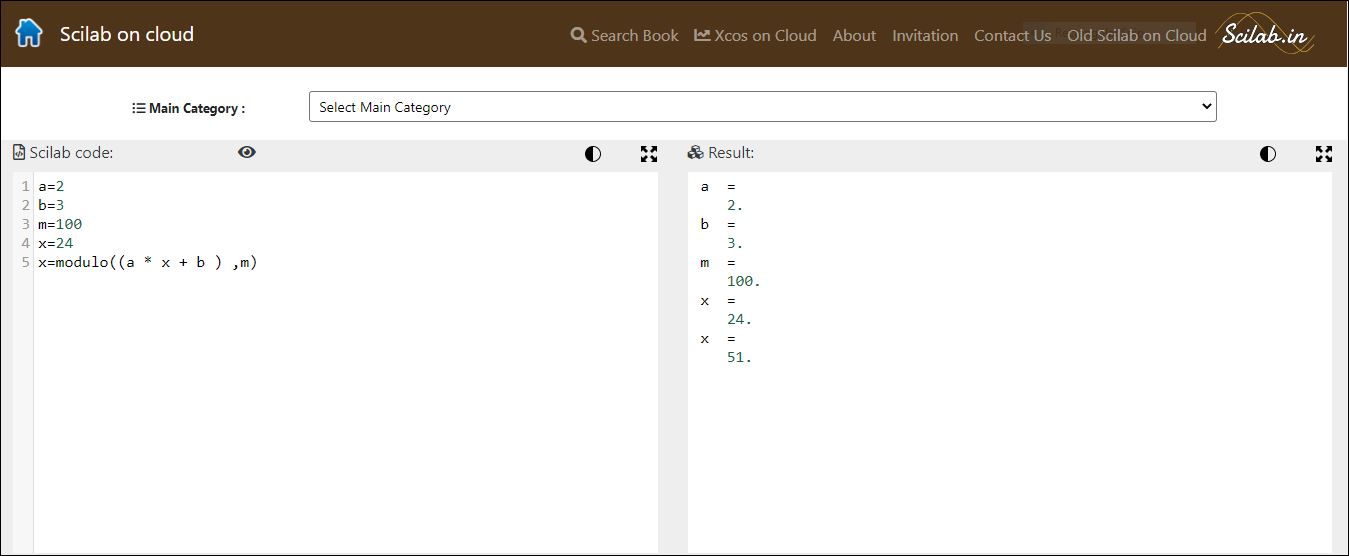 Scilab on cloud
Search Book Xcos on Cloud About Invitation Contact Us Old Scilab on Cloud Scilab.in
Main Category :
Select Main Category
Scilab code:
Result:
1 a=2
2 b=3
3 m=100
4 x=24
5 x=modulo((a * x + b ) ,m)
a  =
2.
b  =
3.
m  =
100.
x  =
24.
x  =
51.